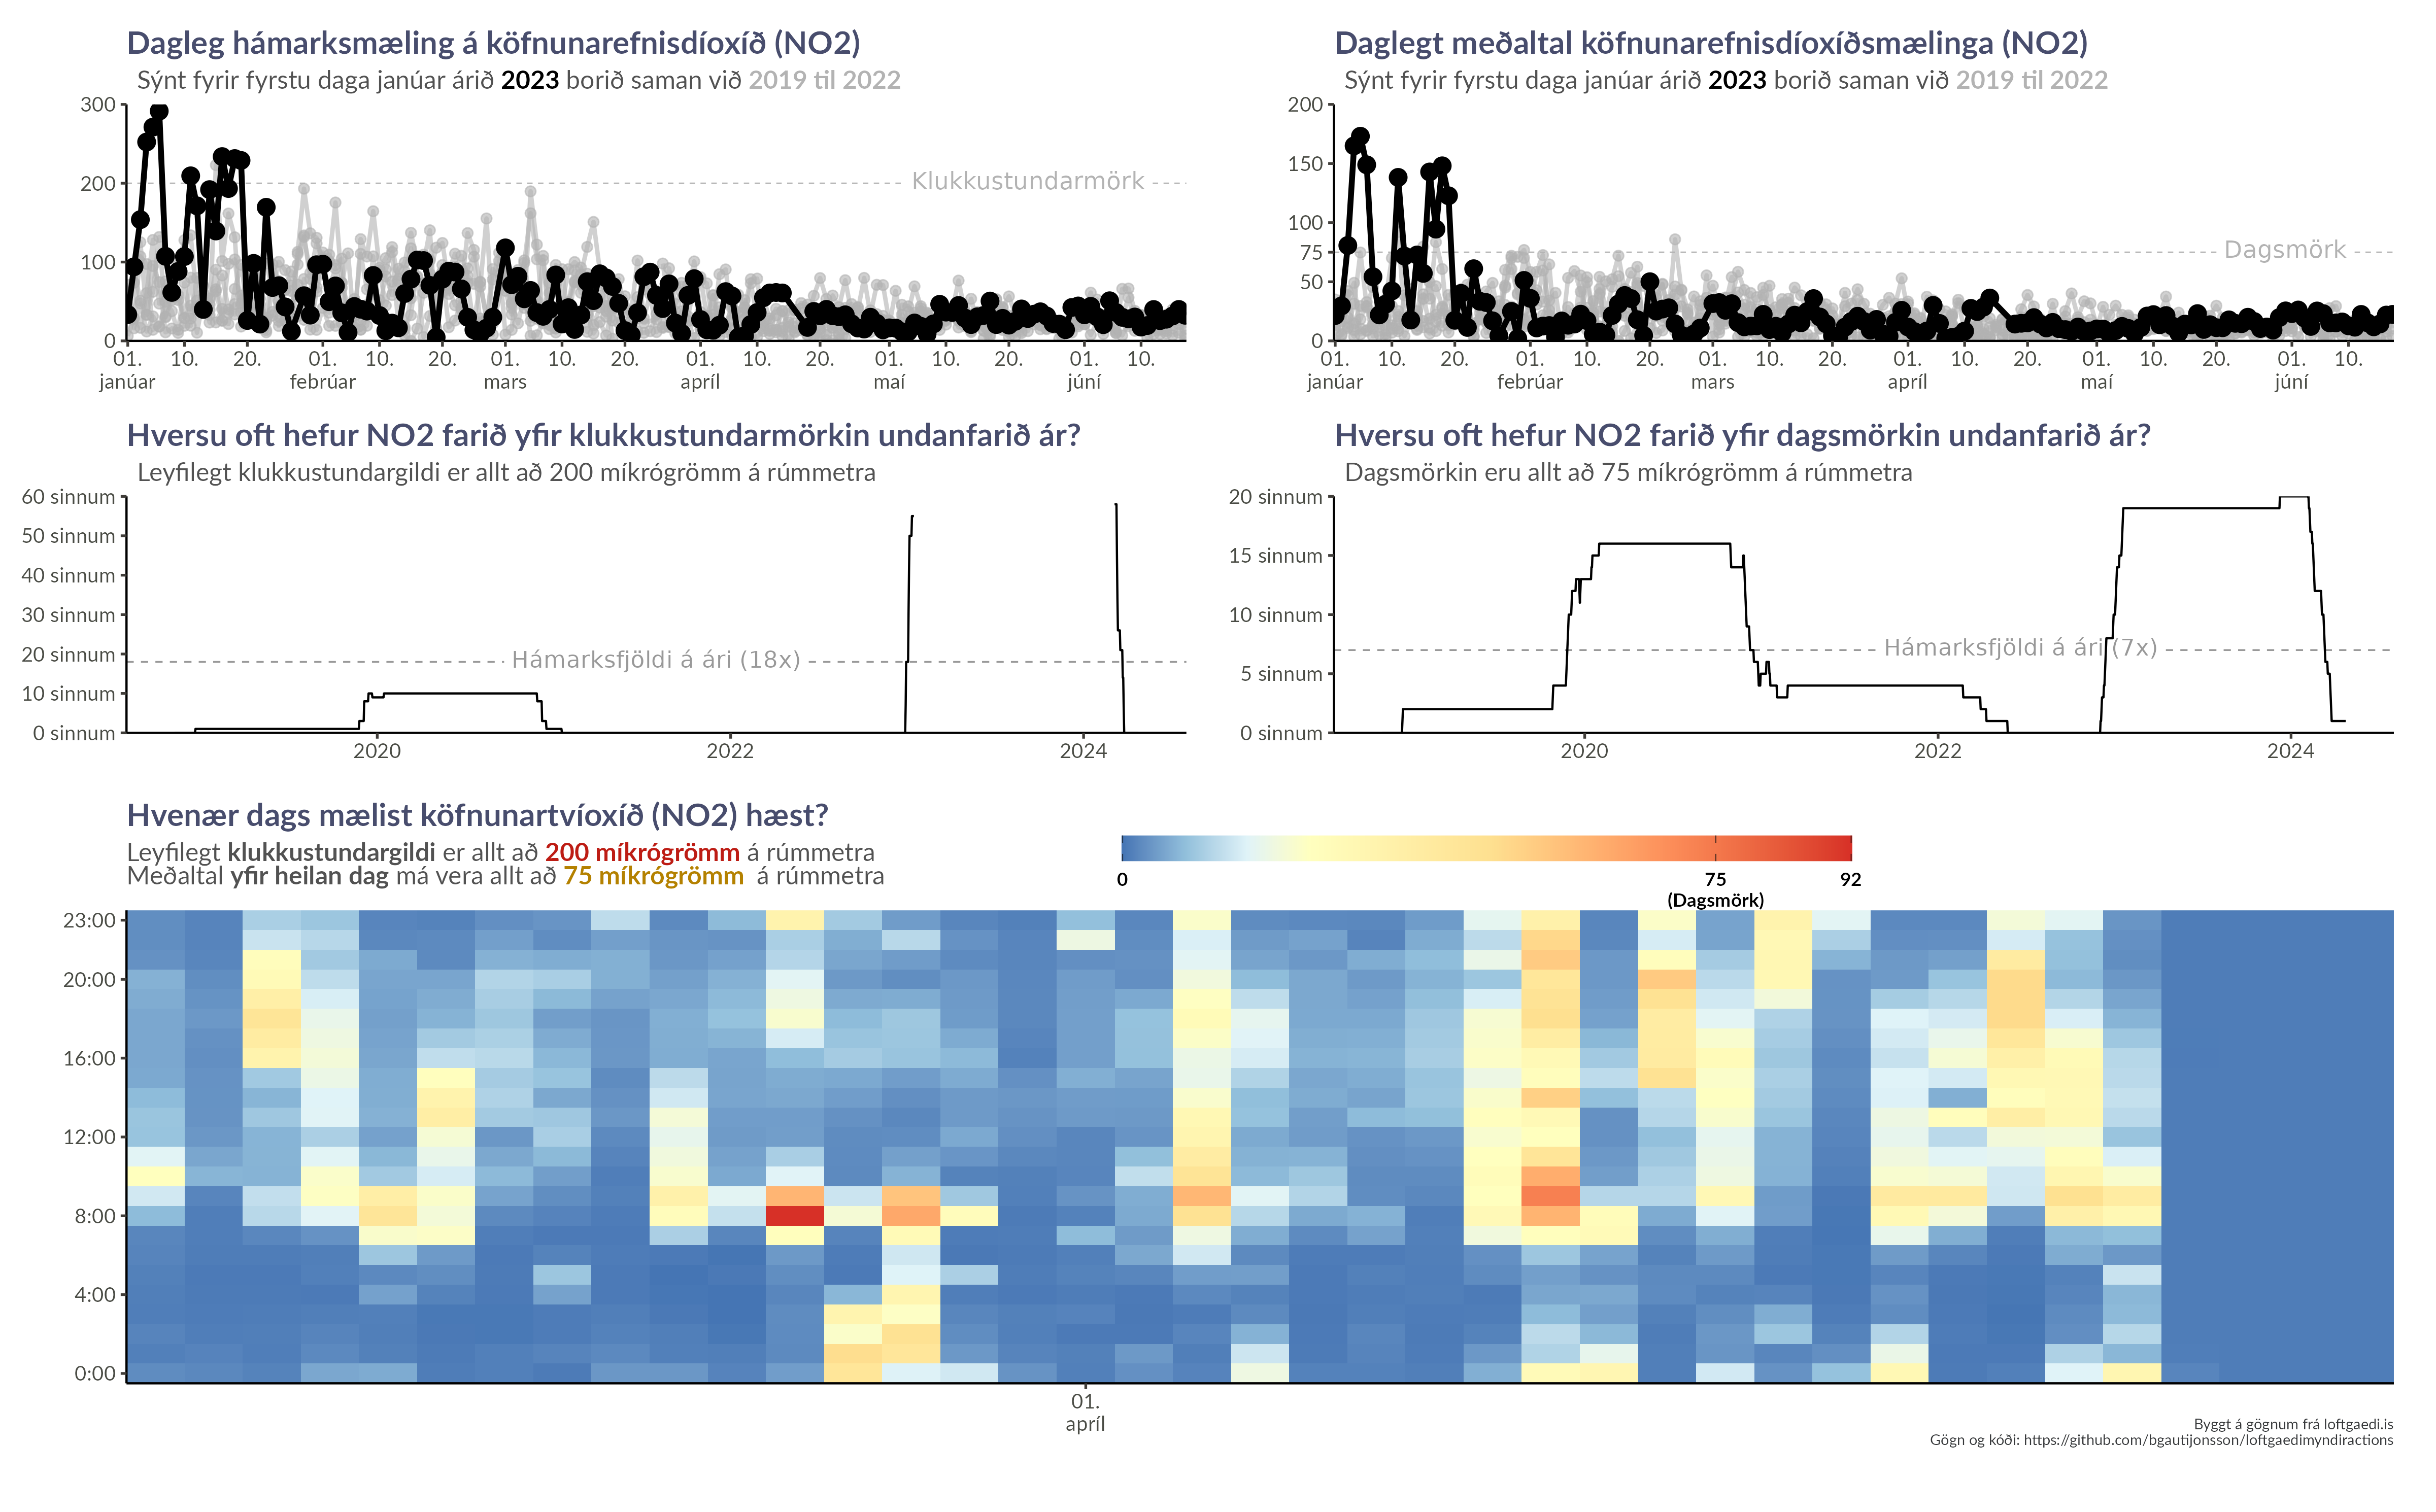 Dagleg hámarksmæling á köfnunarefnisdíoxíð (NO2)
Sýnt fyrir fyrstu daga janúar árið 2023 borið saman við 2019 til 2022
300
200
100
0
Klukkustundarmörk
01. 10. 20. 01. 10. 20. 01. 10. 20. 01. 10. 20. 01. 10. 20. 01. 10.
janúar febrúar mars apríl maí júní
Daglegt meðaltal köfnunarefnisdíoxíðsmælinga (NO2)
Sýnt fyrir fyrstu daga janúar árið 2023 borið saman við 2019 til 2022
200
150
100
75
50
0
Dagsmörk
01. 10. 20. 01. 10. 20. 01. 10. 20. 01. 10. 20. 01. 10. 20. 01. 10.
janúar febrúar mars apríl maí júní
Hversu oft hefur NO2 farið yfir klukkustundarmörkin undanfarið ár?
Leyfilegt klukkustundargildi er allt að 200 míkrógrömm á rúmmetra
60 sinnum
50 sinnum
40 sinnum
30 sinnum
20 sinnum
10 sinnum
0 sinnum
Hámarksfjöldi á ári (18x)
2020 2022 2024
Hversu oft hefur NO2 farið yfir dagsmörkin undanfarið ár?
Dagsmörkin eru allt að 75 míkrógrömm á rúmmetra
20 sinnum
15 sinnum
10 sinnum
5 sinnum
0 sinnum
Hámarksfjöldi á ári (7x)
2020 2022 2024
Hvenær dags mælist köfnunartvíoxíð (NO2) hæst?
Leyfilegt klukkustundargildi er allt að 200 míkrógrömm á rúmmetra
Meðaltal yfir heilan dag má vera allt að 75 míkrógrömm á rúmmetra
0 75 92
(Dagsmörk)
23:00
20:00
16:00
12:00
8:00
4:00
0:00
01.
apríl
Byggt á gögnum frá loftgaedi.is
Gögn og kóði: https://github.com/bgautijonsson/loftgaedimyndiractions